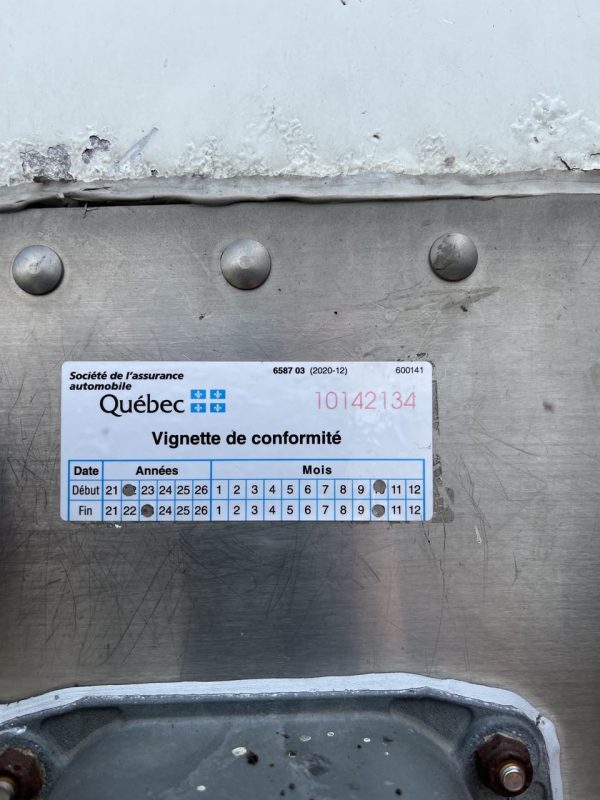 Société de l'assurance
automobile
Québec
6587 03 (2020-12)
600141
10142134
Vignette de conformité
Date Années Mois
Début 21 23 24 25 26 1 2 3 4 5 6 7 8 9 11 12
Fin 21 22 24 25 26 1 2 3 4 5 6 7 8 9 11 12